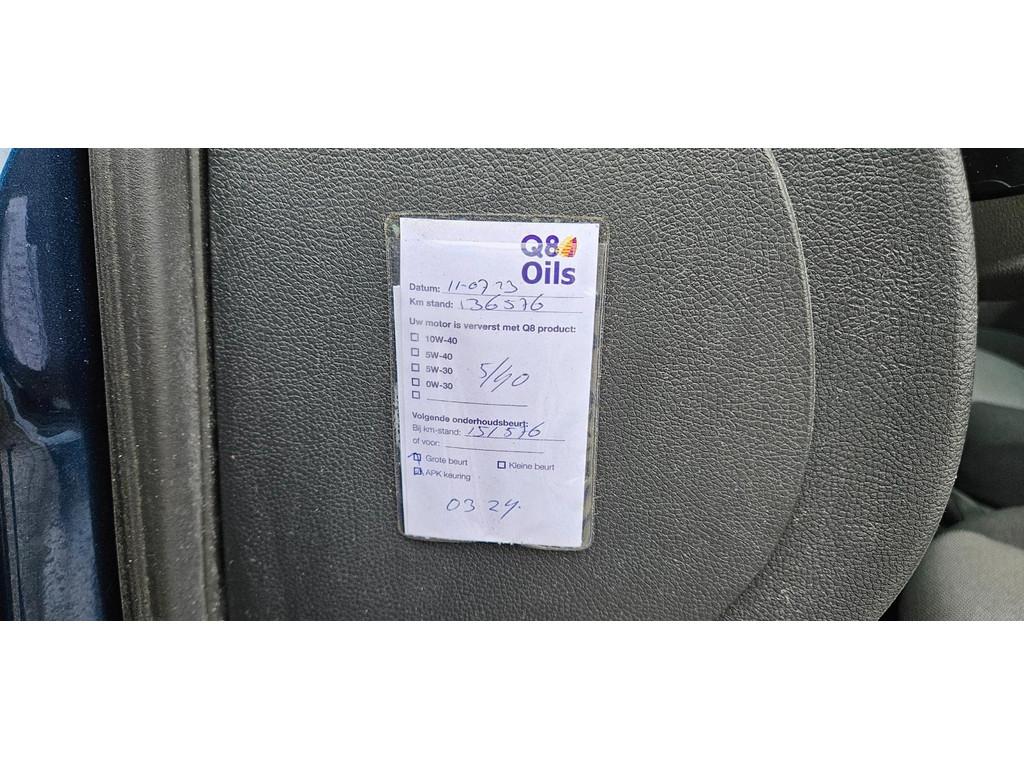 Q8
Oils
Datum: 11-07 23
Km stand: 136576
Uw motor is ververst met Q8 product:
10W-40
5W-40
5W-30
0W-30
5/40
Volgende onderhoudsbeurt:
Bij km-stand: 151576
of voor:
Grote beurt
Kleine beurt
APK keuring
03 24.